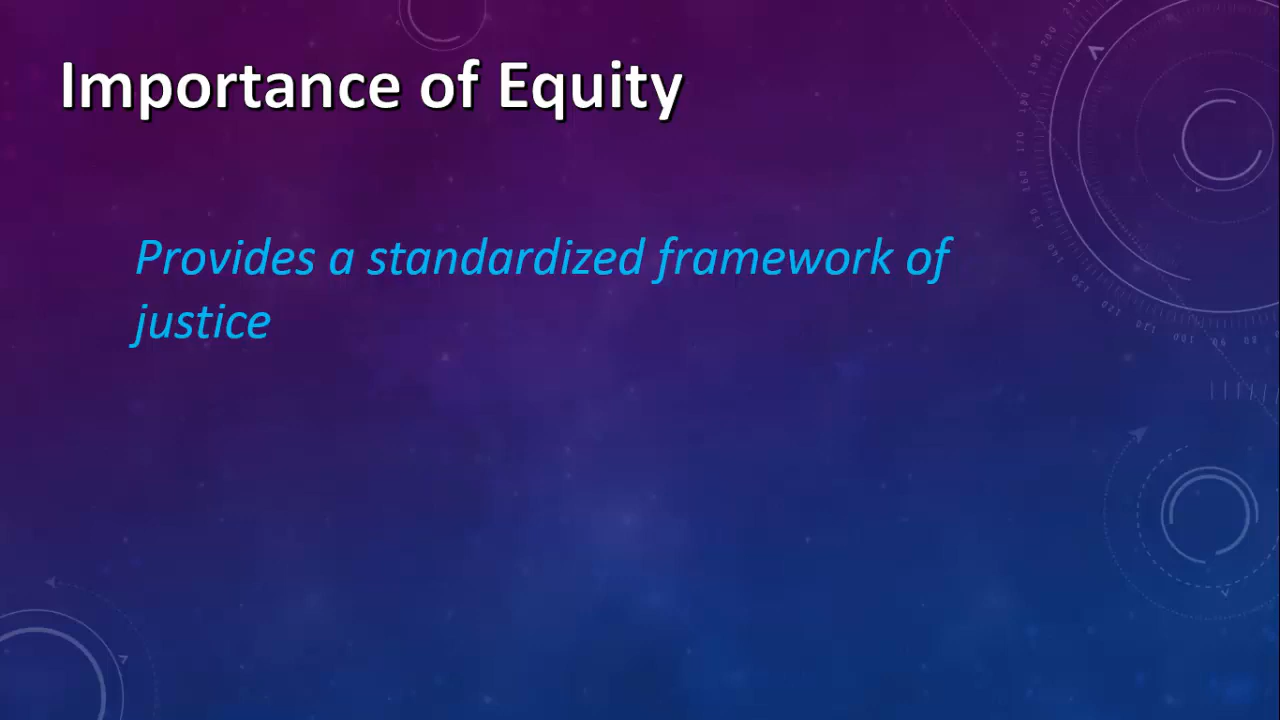 Importance of Equity
Provides a standardized framework of
justice